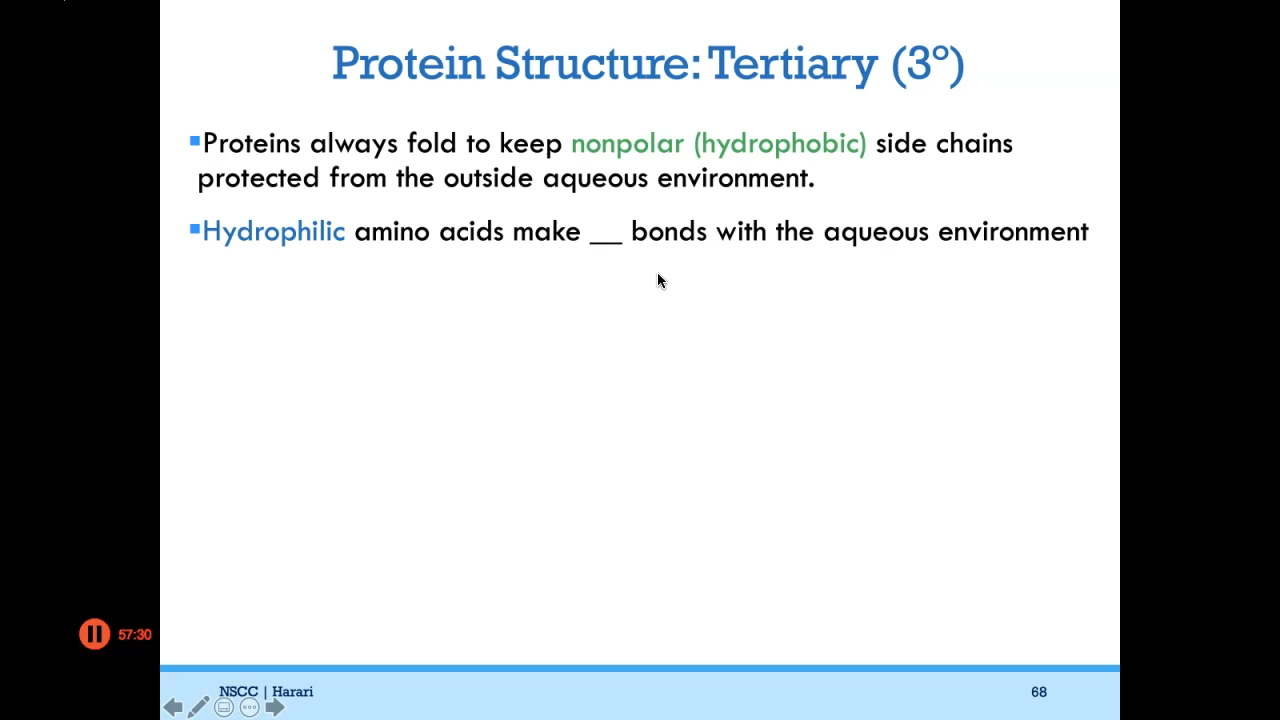 Protein Structure: Tertiary (3°)
▪Proteins always fold to keep nonpolar (hydrophobic) side chains
protected from the outside aqueous environment.
▪Hydrophilic amino acids make __ bonds with the aqueous environment
57:30
NSCC | Harari
68